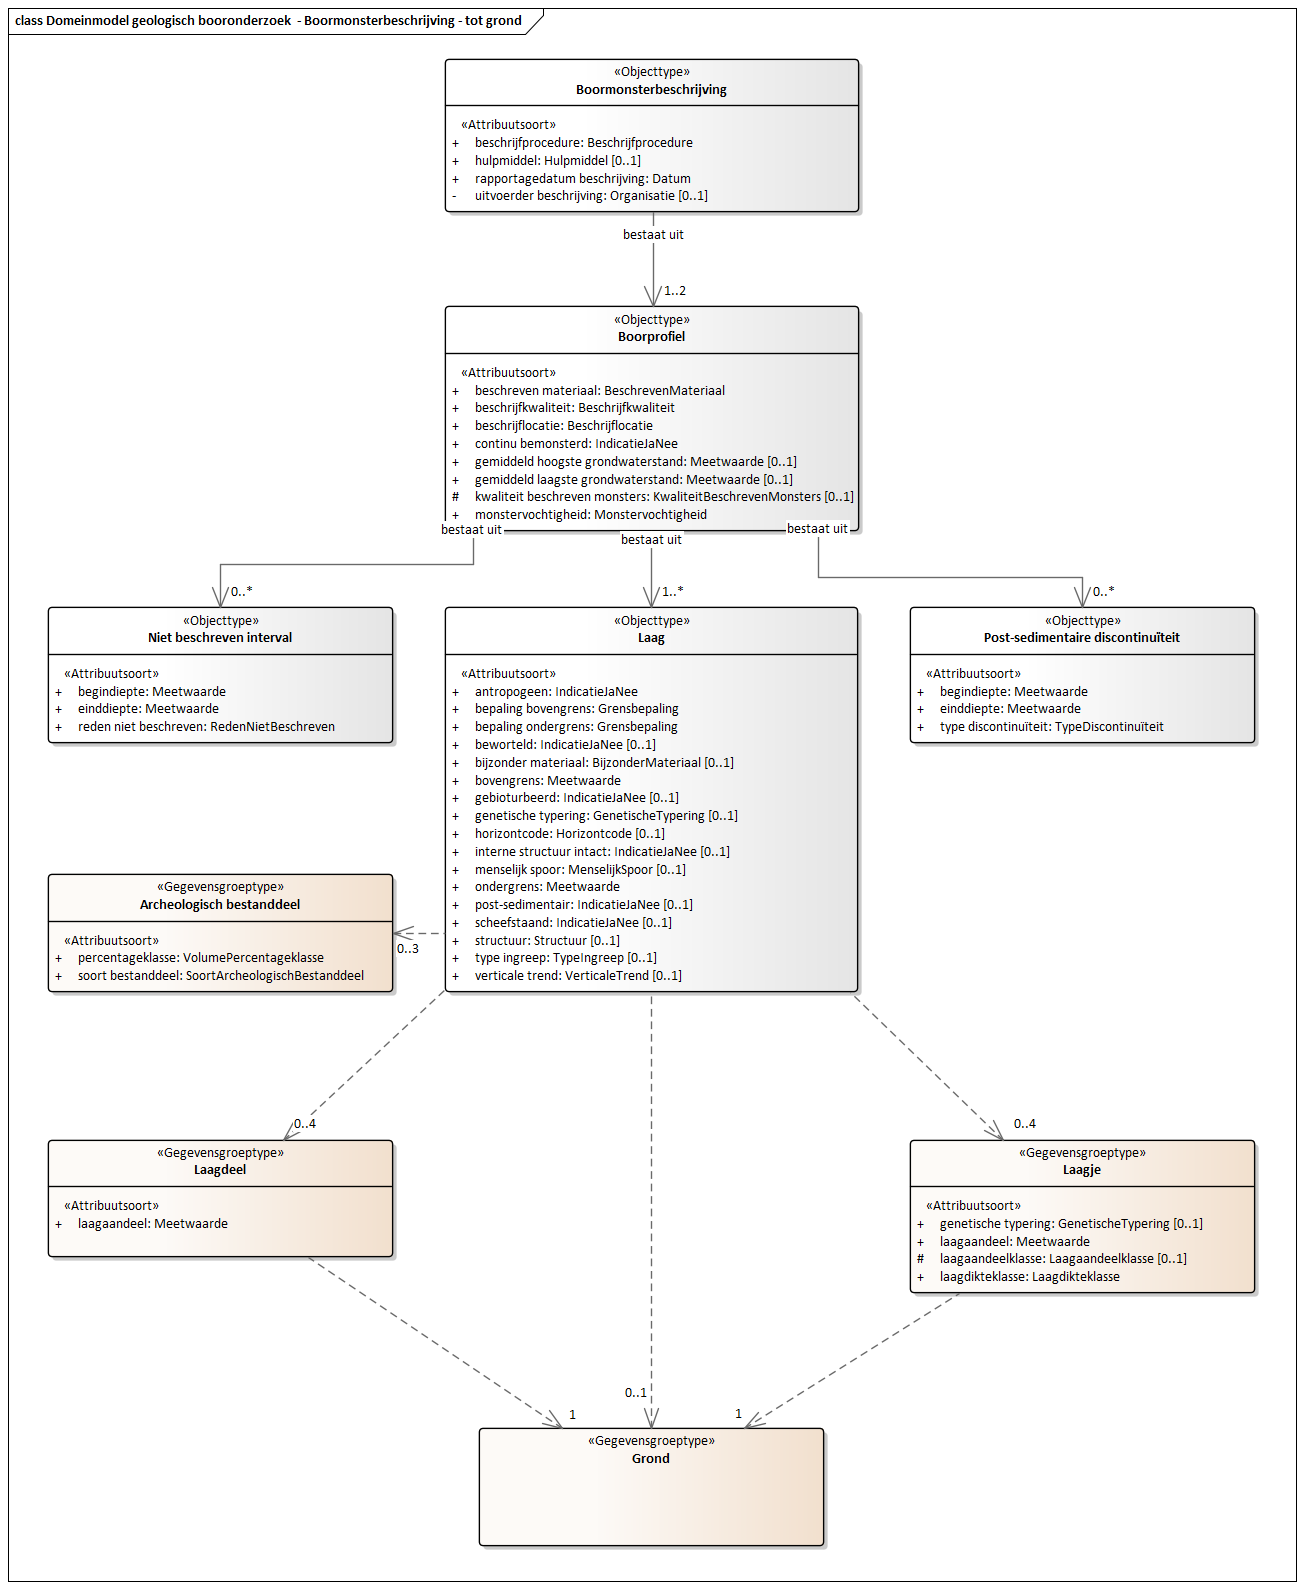 class Domeinmodel geologisch booronderzoek  - Boormonsterbeschrijving - tot grond
«Objecttype»
Boormonsterbeschrijving
«Attribuutsoort»
+ beschrijfprocedure: Beschrijfprocedure
+ hulpmiddel: Hulpmiddel [0..1]
+ rapportagedatum beschrijving: Datum
- uitvoerder beschrijving: Organisatie [0..1]
bestaat uit
1..2
«Objecttype»
Boorprofiel
«Attribuutsoort»
+ beschreven materiaal: BeschrevenMateriaal
+ beschrijfkwaliteit: Beschrijfkwaliteit
+ beschrijflocatie: Beschrijflocatie
+ continu bemonsterd: IndicatieJaNee
+ gemiddeld hoogste grondwaterstand: Meetwaarde [0..1]
+ gemiddeld laagste grondwaterstand: Meetwaarde [0..1]
# kwaliteit beschreven monsters: KwaliteitBeschrevenMonsters [0..1]
+ monstervochtigheid: Monstervochtigheid
bestaat uit
bestaat uit
bestaat uit
0..*
1..*
0..*
«Objecttype»
Niet beschreven interval
«Attribuutsoort»
+ begindiepte: Meetwaarde
+ einddiepte: Meetwaarde
+ reden niet beschreven: RedenNietBeschreven
«Objecttype»
Laag
«Attribuutsoort»
+ antropogeen: IndicatieJaNee
+ bepaling bovengrens: Grensbepaling
+ bepaling ondergrens: Grensbepaling
+ beworteld: IndicatieJaNee [0..1]
+ bijzonder materiaal: BijzonderMateriaal [0..1]
+ bovengrens: Meetwaarde
+ gebioturbeerd: IndicatieJaNee [0..1]
+ genetische typering: GenetischeTypering [0..1]
+ horizontcode: Horizontcode [0..1]
+ interne structuur intact: IndicatieJaNee [0..1]
+ menselijk spoor: MenselijkSpoor [0..1]
+ ondergrens: Meetwaarde
+ post-sedimentair: IndicatieJaNee [0..1]
+ scheefstaand: IndicatieJaNee [0..1]
+ structuur: Structuur [0..1]
+ type ingreep: TypeIngreep [0..1]
+ verticale trend: VerticaleTrend [0..1]
«Objecttype»
Post-sedimentaire discontinuïteit
«Attribuutsoort»
+ begindiepte: Meetwaarde
+ einddiepte: Meetwaarde
+ type discontinuïteit: TypeDiscontinuïteit
«Gegevensgroeptype»
Archeologisch bestanddeel
«Attribuutsoort»
+ percentageklasse: VolumePercentageklasse
+ soort bestanddeel: SoortArcheologischBestanddeel
0..3
0..4
0..4
«Gegevensgroeptype»
Laagdeel
«Attribuutsoort»
+ laagaandeel: Meetwaarde
«Gegevensgroeptype»
Laagje
«Attribuutsoort»
+ genetische typering: GenetischeTypering [0..1]
+ laagaandeel: Meetwaarde
# laagaandeelklasse: Laagaandeelklasse [0..1]
+ laagdikteklasse: Laagdikteklasse
1
0..1
1
«Gegevensgroeptype»
Grond